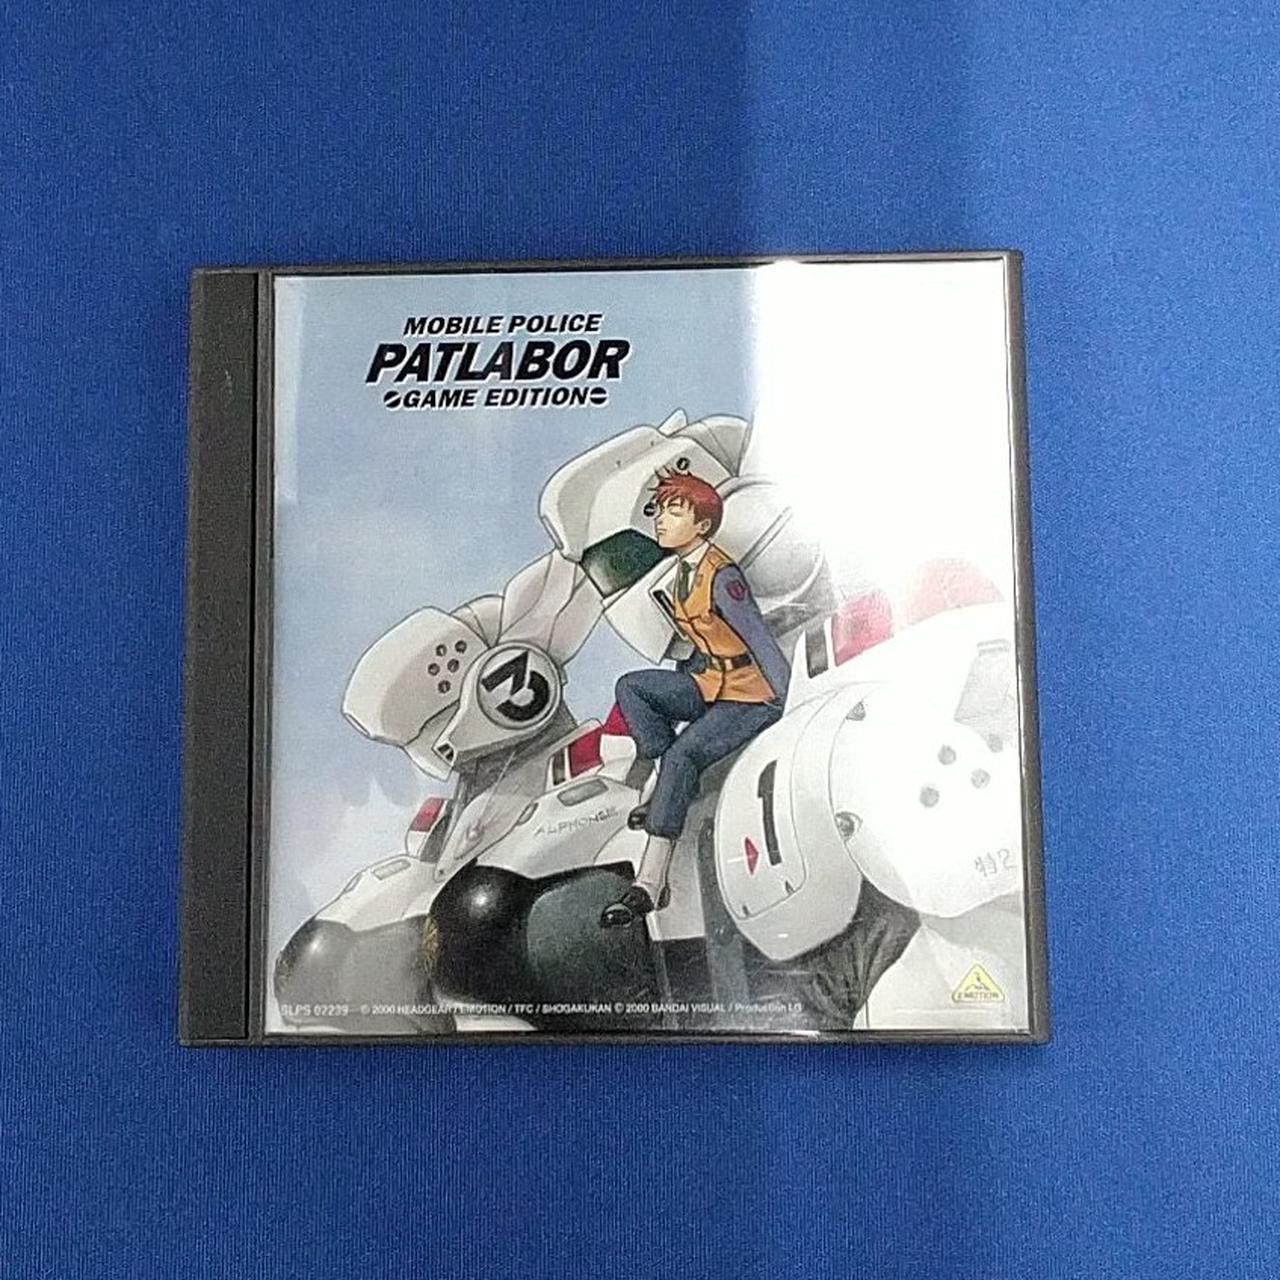 MOBILE POLICE
PATLABOR
GAME EDITION
ALPHONSE
1
特2
EMOTION
SLPS 02239 © 2000 HEADGEAR / EMOTION / TFC / SHOGAKUKAN © 2000 BANDAI VISUAL / Production I.G